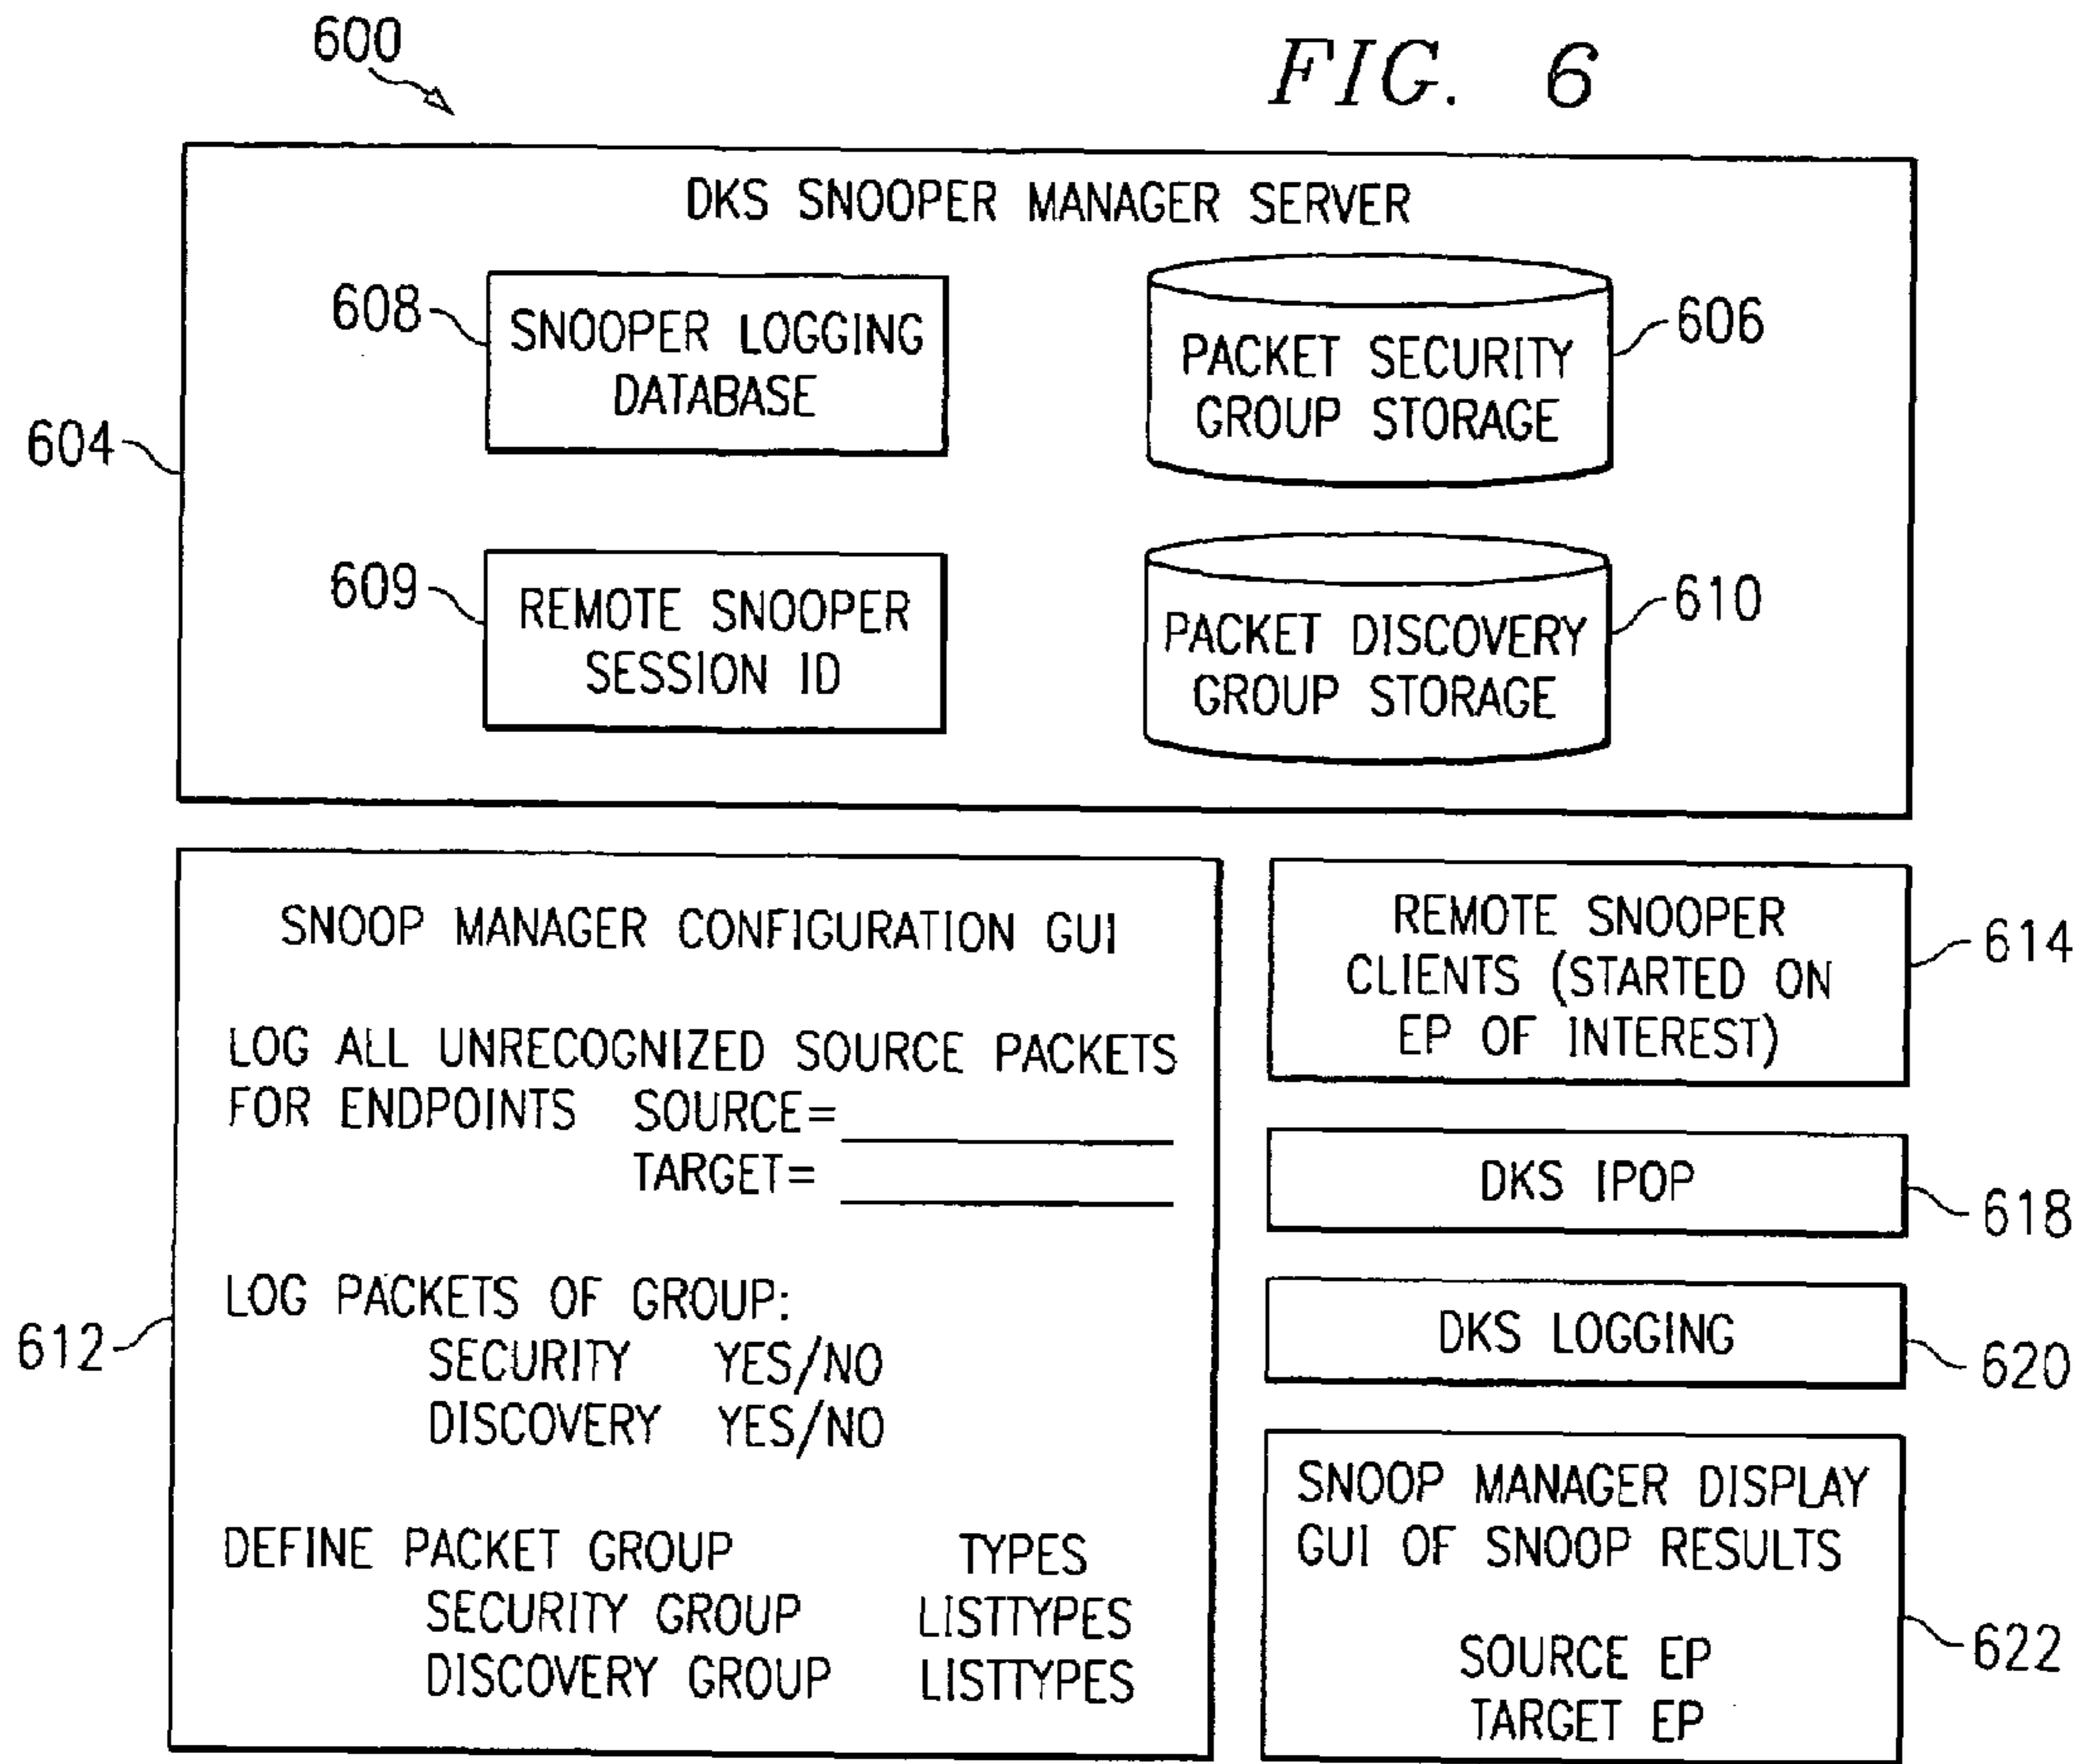 600
FIG. 6
DKS SNOOPER MANAGER SERVER
608
SNOOPER LOGGING
DATABASE
PACKET SECURITY
GROUP STORAGE
606
604
609
REMOTE SNOOPER
SESSION ID
PACKET DISCOVERY
GROUP STORAGE
610
SNOOP MANAGER CONFIGURATION GUI
LOG ALL UNRECOGNIZED SOURCE PACKETS
FOR ENDPOINTS SOURCE=
TARGET=
LOG PACKETS OF GROUP:
SECURITY YES/NO
DISCOVERY YES/NO
DEFINE PACKET GROUP TYPES
SECURITY GROUP LISTTYPES
DISCOVERY GROUP LISTTYPES
612
REMOTE SNOOPER
CLIENTS (STARTED ON
EP OF INTEREST)
614
DKS IPOP
618
DKS LOGGING
620
SNOOP MANAGER DISPLAY
GUI OF SNOOP RESULTS
SOURCE EP
TARGET EP
622